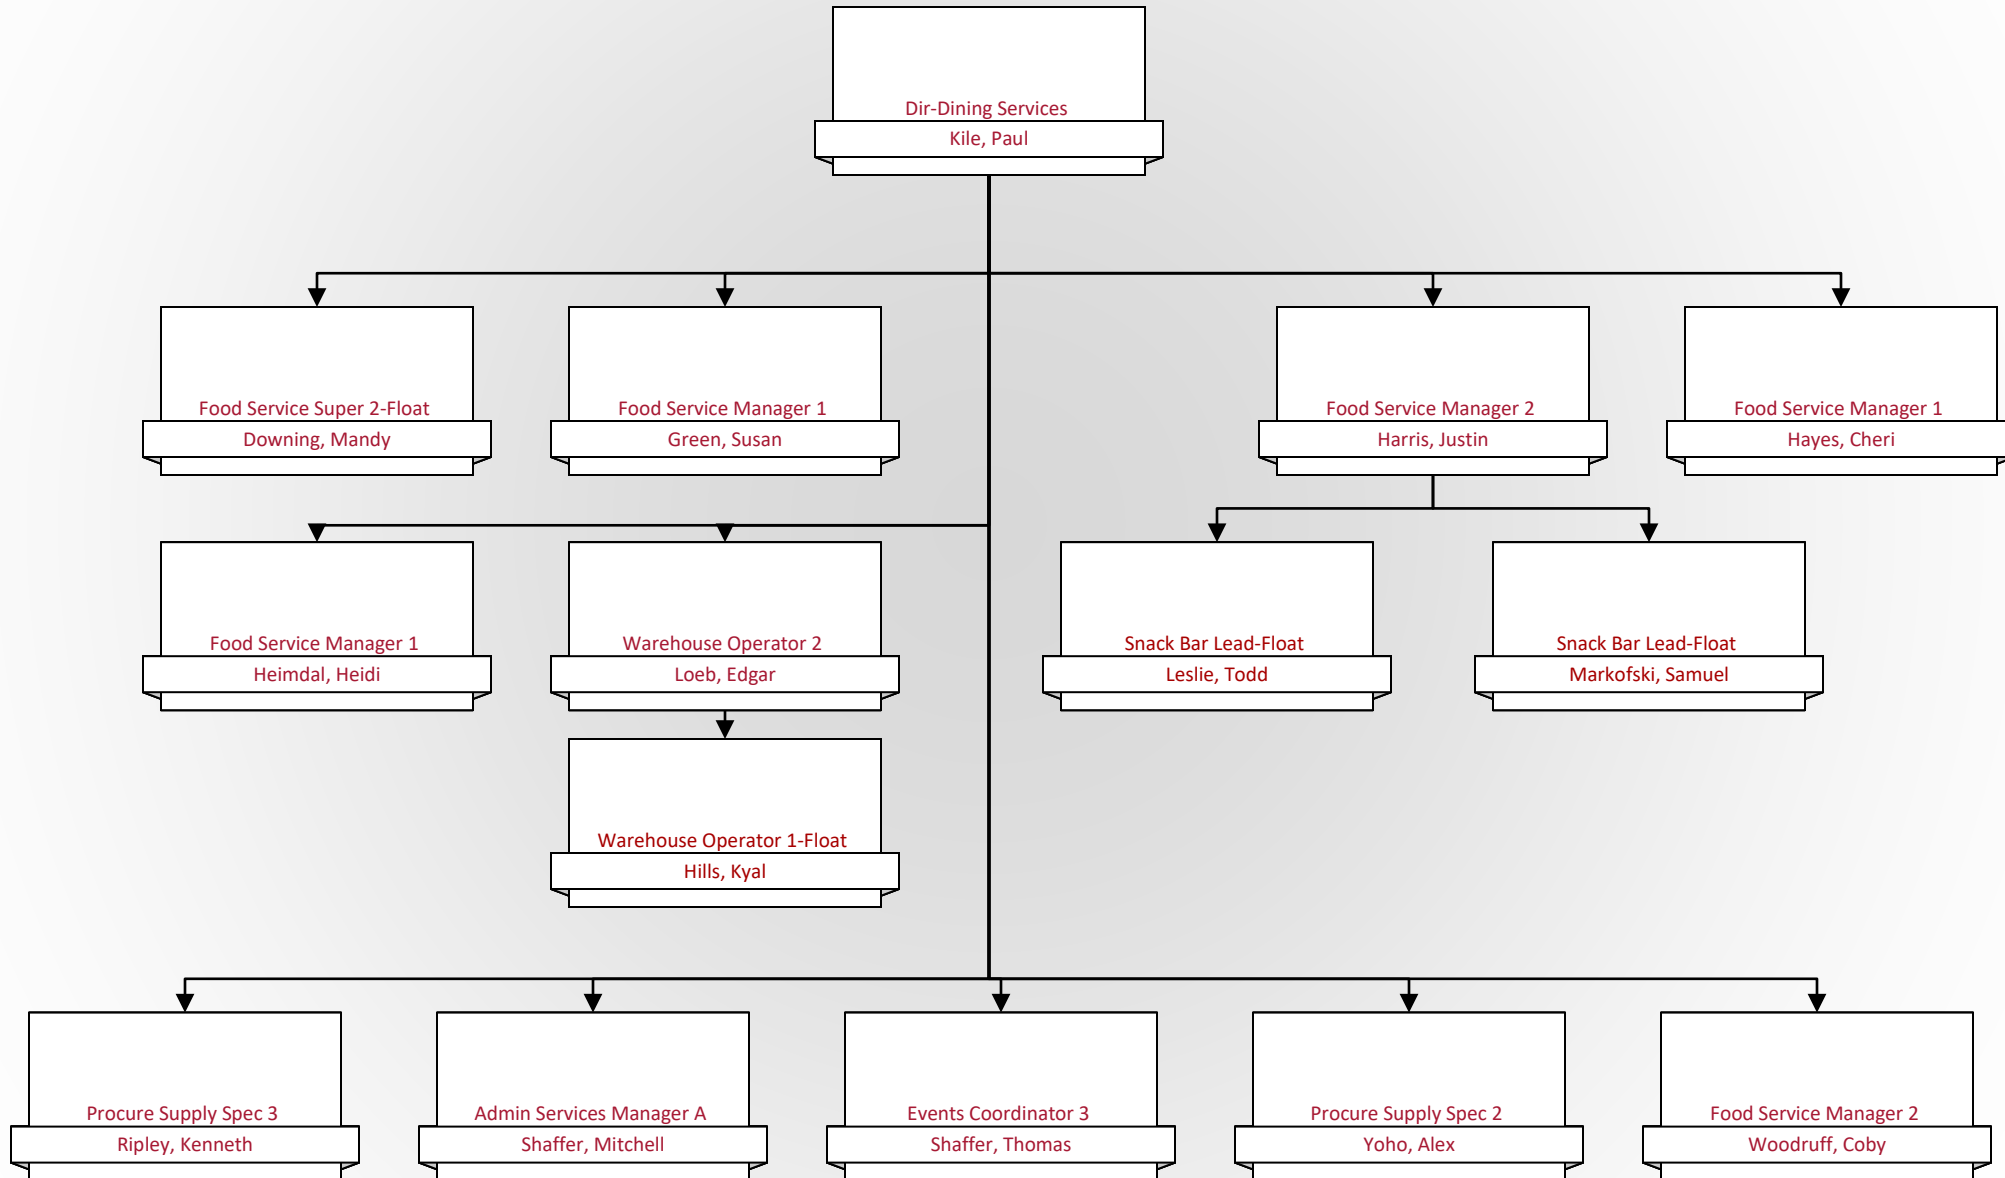 Dir-Dining Services
Kile, Paul
Food Service Super 2-Float
Downing, Mandy
Food Service Manager 1
Green, Susan
Food Service Manager 2
Harris, Justin
Food Service Manager 1
Hayes, Cheri
Food Service Manager 1
Heimdal, Heidi
Warehouse Operator 2
Loeb, Edgar
Snack Bar Lead-Float
Leslie, Todd
Snack Bar Lead-Float
Markofski, Samuel
Warehouse Operator 1-Float
Hills, Kyal
Procure Supply Spec 3
Ripley, Kenneth
Admin Services Manager A
Shaffer, Mitchell
Events Coordinator 3
Shaffer, Thomas
Procure Supply Spec 2
Yoho, Alex
Food Service Manager 2
Woodruff, Coby